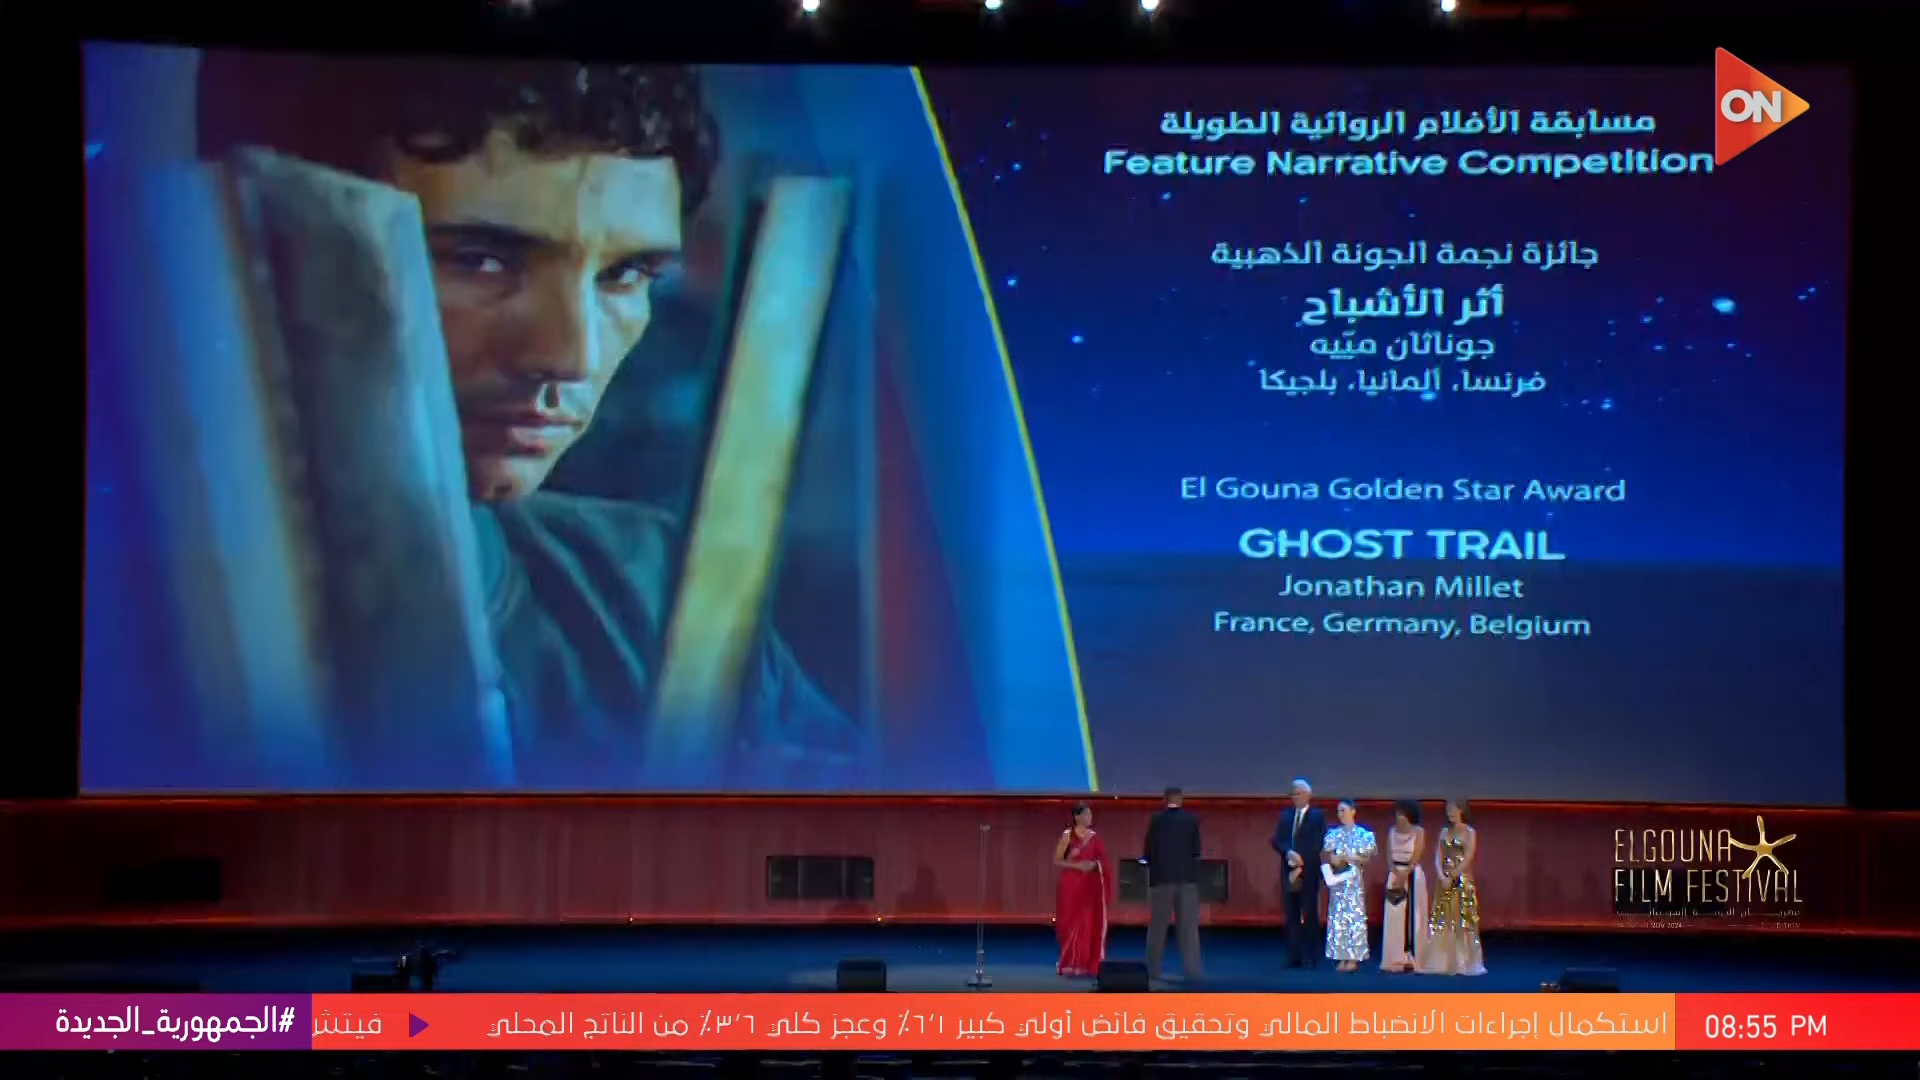 ON
مسابقة الأفلام الروائية الطويلة
Feature Narrative Competition
جائزة نجمة الجونة الذهبية
أثر الأشباح
جوناثان ميّيه
فرنسا، ألمانيا، بلجيكا
El Gouna Golden Star Award
GHOST TRAIL
Jonathan Millet
France, Germany, Belgium
ELGOUNA
FILM FESTIVAL
#الجمهورية_الجديدة
استكمال إجراءات الانضباط المالي وتحقيق فائض أولي كبير ٦٬١٪ وعجز كلي ٣٬٦٪ من الناتج المحلي
08:55 PM